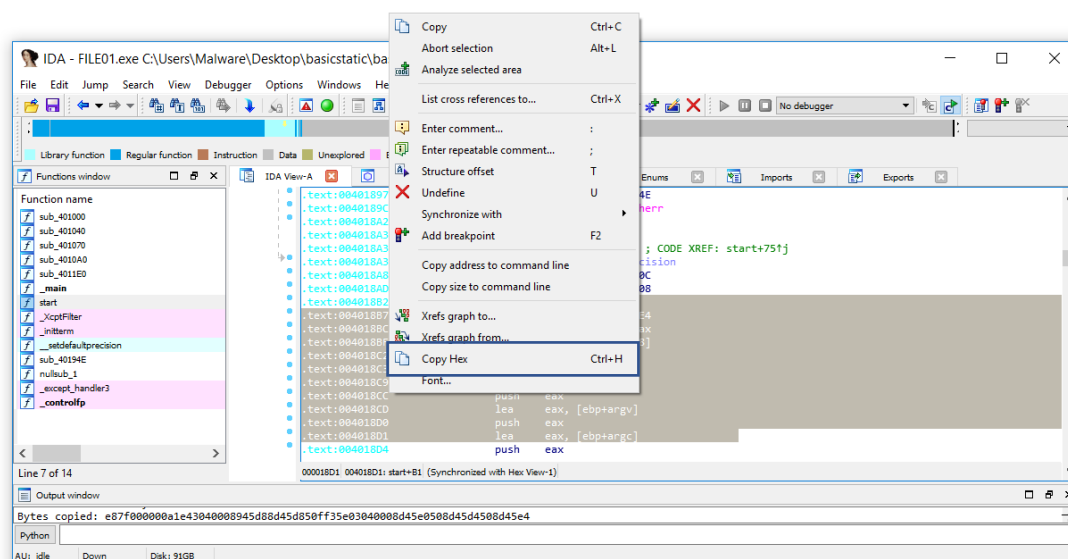 Copy Ctrl+C
Abort selection Alt+L
Analyze selected area
List cross references to... Ctrl+X
Enter comment... :
Enter repeatable comment... ;
Structure offset T
Undefine U
Synchronize with
Add breakpoint F2
Copy address to command line
Copy size to command line
Xrefs graph to...
Xrefs graph from...
Copy Hex Ctrl+H
Font...
IDA - FILE01.exe C:\Users\Malware\Desktop\basicstatic\ba
File Edit Jump Search View Debugger Options Windows He
No debugger
Library function Regular function Instruction Data Unexplored
Functions window
IDA View-A
Enums
Imports
Exports
Function name
sub_401000
sub_401040
sub_401070
sub_4010A0
sub_4011E0
_main
start
_XcptFilter
_initterm
__setdefaultprecision
sub_40194E
nullsub_1
_except_handler3
_controlfp
Line 7 of 14
.text:00401897 4E
.text:0040189C herr
.text:004018A2
.text:004018A3
.text:004018A3 ; CODE XREF: start+75↑j
.text:004018A3 cision
.text:004018A8 0C
.text:004018AD 08
.text:004018B2
.text:004018B7 E4
.text:004018BC ax
.text:004018C9
.text:004018CC push eax
.text:004018CD lea eax, [ebp+argv]
.text:004018D0 push eax
.text:004018D1 lea eax, [ebp+argc]
.text:004018D4 push eax
000018D1 004018D1: start+B1 (Synchronized with Hex View-1)
Output window
Bytes copied: e87f000000a1e43040008945d88d45d850ff35e03040008d45e0508d45d4508d45e4
Python
AU: idle Down Disk: 91GB